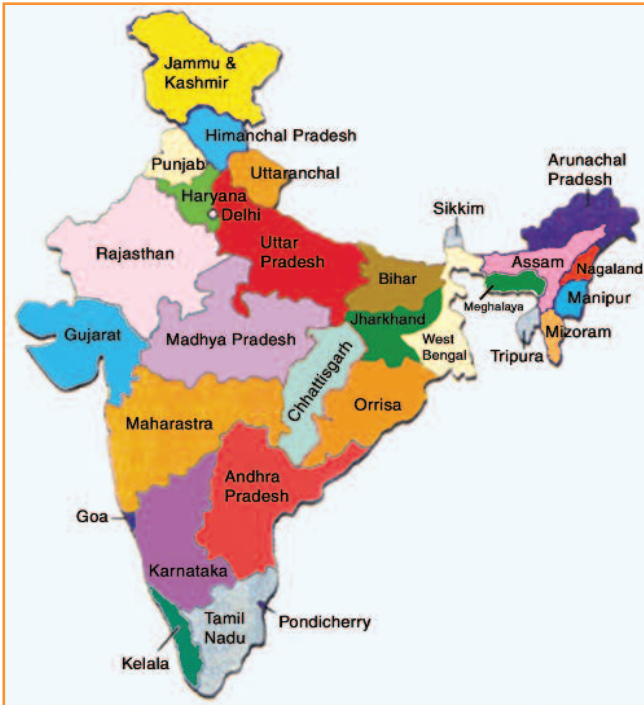 Jammu &
Kashmir
Himanchal Pradesh
Punjab
Uttaranchal
Arunachal
Pradesh
Haryana
Delhi
Sikkim
Rajasthan
Uttar
Pradesh
Bihar
Assam
Nagaland
Meghalaya
Manipur
Gujarat
Madhya Pradesh
Jharkhand
West
Bengal
Tripura
Mizoram
Chhattisgarh
Orrisa
Maharastra
Andhra
Pradesh
Goa
Karnataka
Tamil
Nadu
Pondicherry
Kelala